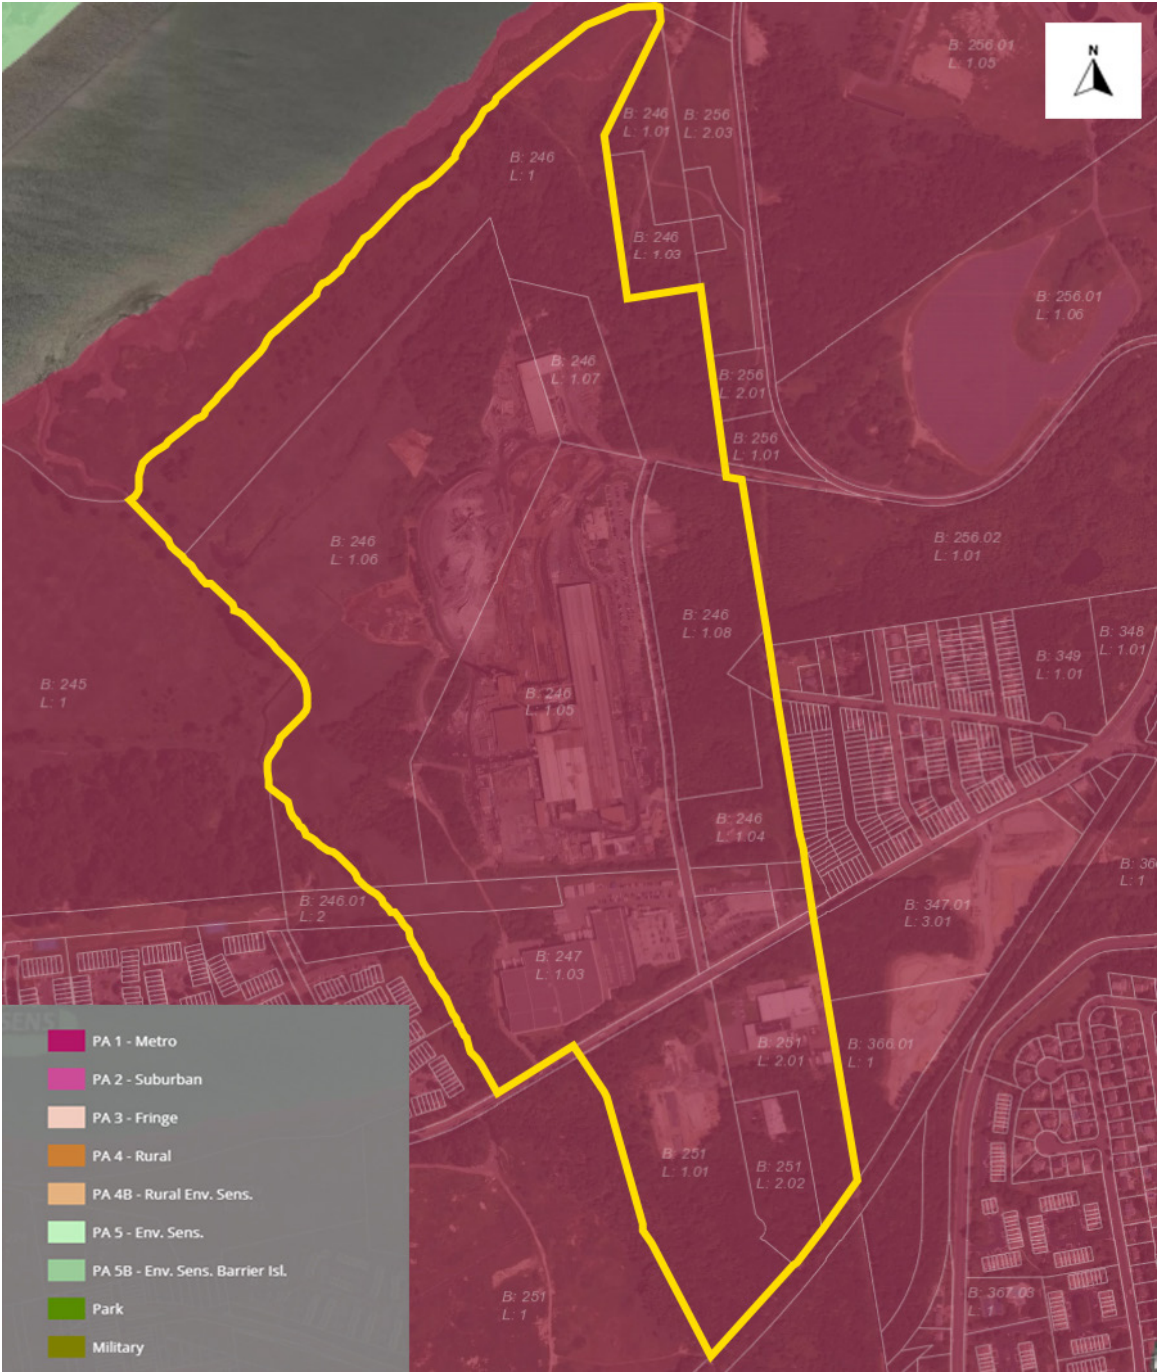 B: 256.01
L: 1.05
N
B: 246
L: 1.01
B: 256
L: 2.03
B: 246
L: 1
B: 246
L: 1.03
B: 256.01
L: 1.06
B: 246
L: 1.07
B: 256
L: 2.01
B: 256
L: 1.01
B: 246
L: 1.06
B: 256.02
L: 1.01
B: 246
L: 1.08
B: 348
L: 1.01
B: 349
L: 1.01
B: 245
L: 1
B: 246
L: 1.05
B: 246
L: 1.04
B: 36
L: 1
B: 246.01
L: 2
B: 347.01
L: 3.01
B: 247
L: 1.03
SENS
B: 251
L: 2.01
B: 366.01
L: 1
B: 251
L: 1.01
B: 251
L: 2.02
B: 251
L: 1
B: 367.03
L: 1
PA 1 - Metro
PA 2 - Suburban
PA 3 - Fringe
PA 4 - Rural
PA 4B - Rural Env. Sens.
PA 5 - Env. Sens.
PA 5B - Env. Sens. Barrier Isl.
Park
Military